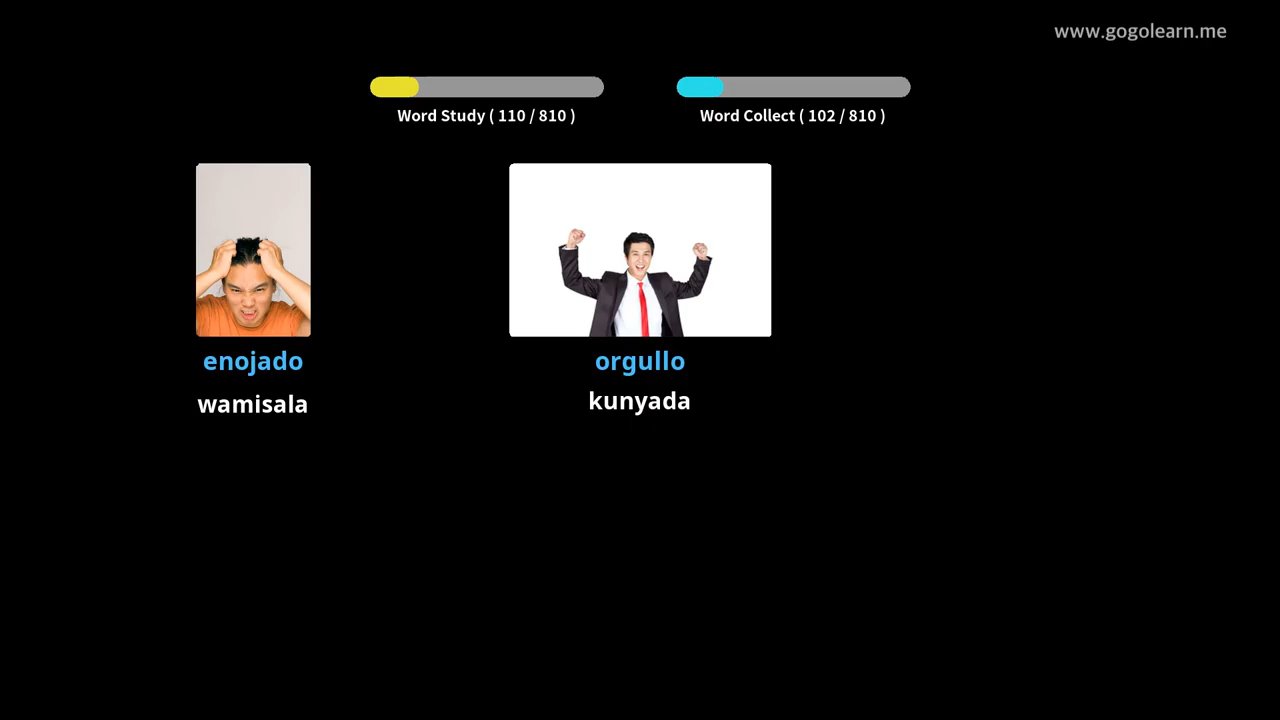 www.gogolearn.me
Word Study ( 110 / 810 )
Word Collect ( 102 / 810 )
enojado
orgullo
wamisala
kunyada